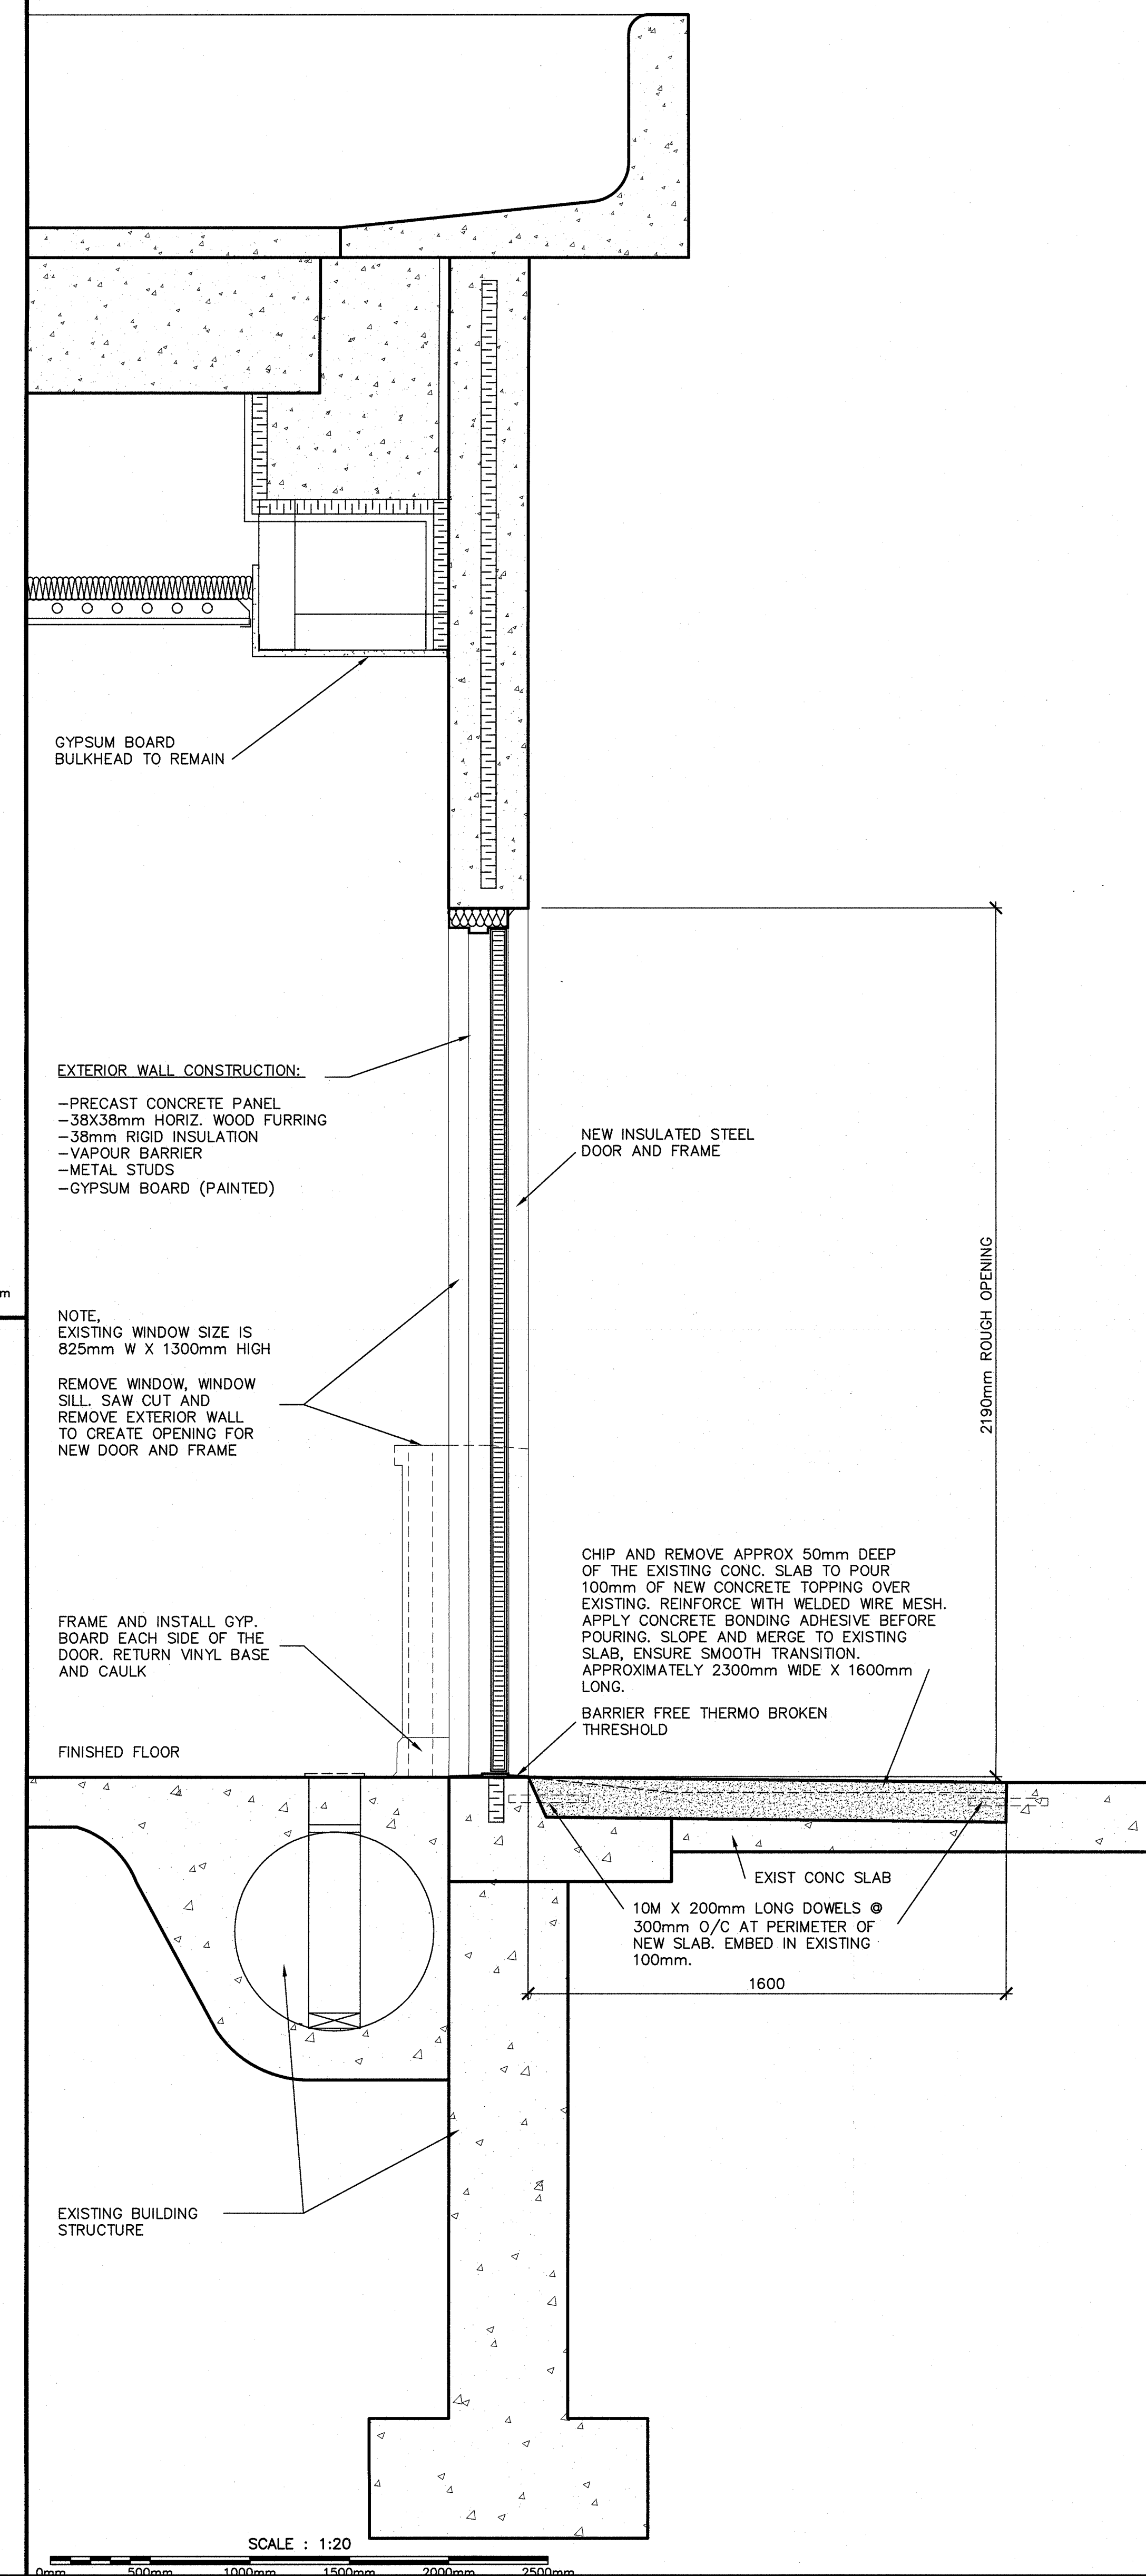 GYPSUM BOARD
BULKHEAD TO REMAIN
EXTERIOR WALL CONSTRUCTION:
-PRECAST CONCRETE PANEL
-38X38mm HORIZ. WOOD FURRING
-38mm RIGID INSULATION
-VAPOUR BARRIER
-METAL STUDS
-GYPSUM BOARD (PAINTED)
NEW INSULATED STEEL
DOOR AND FRAME
2190mm ROUGH OPENING
m
NOTE,
EXISTING WINDOW SIZE IS
825mm W X 1300mm HIGH
REMOVE WINDOW, WINDOW
SILL. SAW CUT AND
REMOVE EXTERIOR WALL
TO CREATE OPENING FOR
NEW DOOR AND FRAME
CHIP AND REMOVE APPROX 50mm DEEP
OF THE EXISTING CONC. SLAB TO POUR
100mm OF NEW CONCRETE TOPPING OVER
EXISTING. REINFORCE WITH WELDED WIRE MESH.
APPLY CONCRETE BONDING ADHESIVE BEFORE
POURING. SLOPE AND MERGE TO EXISTING
SLAB, ENSURE SMOOTH TRANSITION.
APPROXIMATELY 2300mm WIDE X 1600mm
LONG.
FRAME AND INSTALL GYP.
BOARD EACH SIDE OF THE
DOOR. RETURN VINYL BASE
AND CAULK
BARRIER FREE THERMO BROKEN
THRESHOLD
FINISHED FLOOR
EXIST CONC SLAB
10M X 200mm LONG DOWELS @
300mm O/C AT PERIMETER OF
NEW SLAB. EMBED IN EXISTING
100mm.
1600
EXISTING BUILDING
STRUCTURE
SCALE : 1:20
0mm 500mm 1000mm 1500mm 2000mm 2500mm